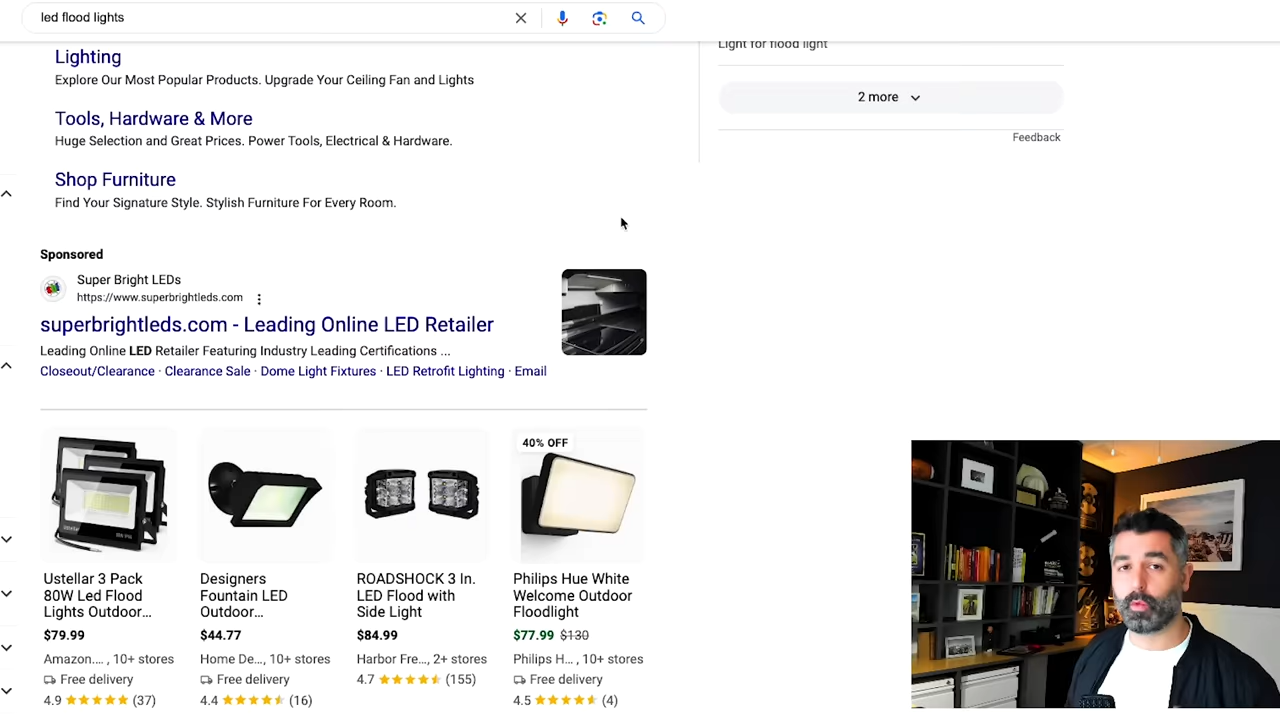 led flood lights
Light for flood light
Lighting
Explore Our Most Popular Products. Upgrade Your Ceiling Fan and Lights
2 more
Tools, Hardware & More
Feedback
Huge Selection and Great Prices. Power Tools, Electrical & Hardware.
Shop Furniture
Find Your Signature Style. Stylish Furniture For Every Room.
Sponsored
Super Bright LEDs
https://www.superbrightleds.com
superbrightleds.com - Leading Online LED Retailer
Leading Online LED Retailer Featuring Industry Leading Certifications ...
Closeout/Clearance · Clearance Sale · Dome Light Fixtures · LED Retrofit Lighting · Email
40% OFF
Ustellar 3 Pack
80W Led Flood
Lights Outdoor...
$79.99
Amazon.... , 10+ stores
Free delivery
4.9 (37)
Designers
Fountain LED
Outdoor...
$44.77
Home De..., 10+ stores
Free delivery
4.4 (16)
ROADSHOCK 3 In.
LED Flood with
Side Light
$84.99
Harbor Fre..., 2+ stores
4.7 (155)
Philips Hue White
Welcome Outdoor
Floodlight
$77.99 $130
Philips H... , 10+ stores
Free delivery
4.5 (4)